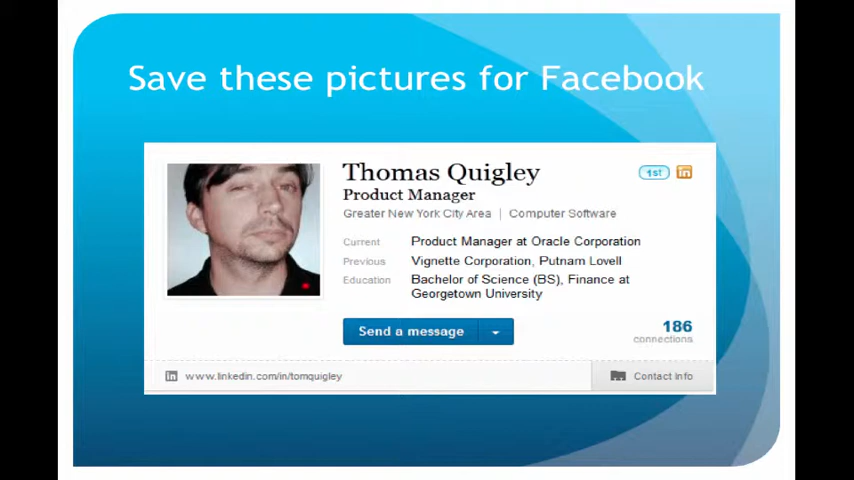 Save these pictures for Facebook
Thomas Quigley
1st in
Product Manager
Greater New York City Area | Computer Software
Current Product Manager at Oracle Corporation
Previous Vignette Corporation, Putnam Lovell
Education Bachelor of Science (BS), Finance at
Georgetown University
Send a message
186
connections
in www.linkedin.com/in/tomquigley
Contact Info